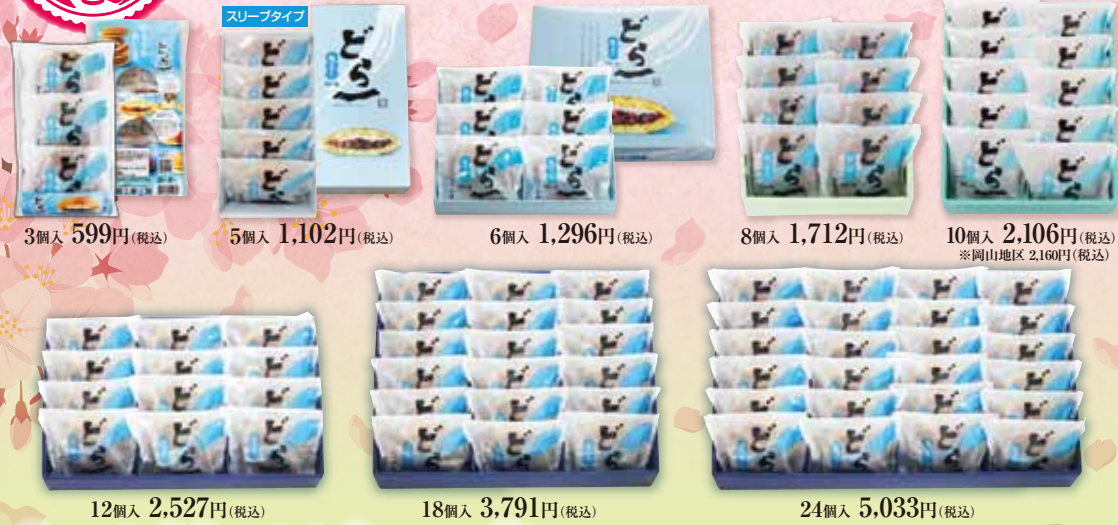 スリーブタイプ
どら一
3個入 599円(税込)
5個入 1,102円(税込)
6個入 1,296円(税込)
8個入 1,712円(税込)
10個入 2,106円(税込)
※岡山地区 2,160円(税込)
12個入 2,527円(税込)
18個入 3,791円(税込)
24個入 5,033円(税込)